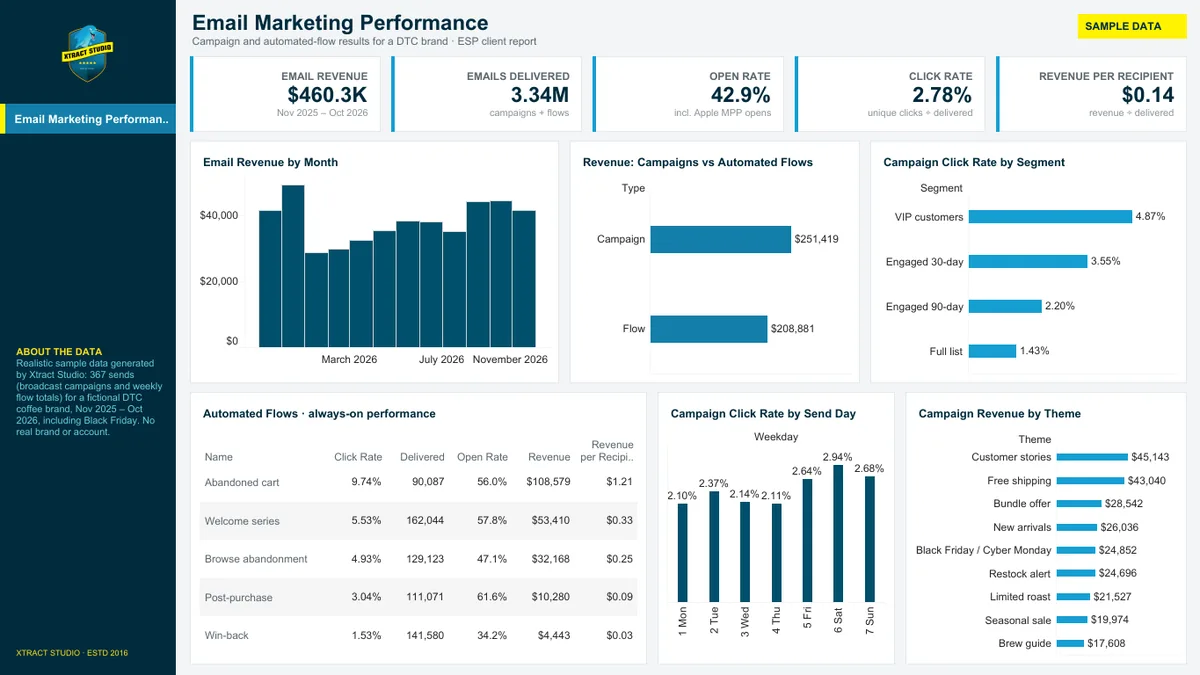 XTRACT STUDIO
Email Marketing Performan..
ABOUT THE DATA
Realistic sample data generated
by Xtract Studio: 367 sends
(broadcast campaigns and weekly
flow totals) for a fictional DTC
coffee brand, Nov 2025 – Oct
2026, including Black Friday. No
real brand or account.
XTRACT STUDIO · ESTD 2016
Email Marketing Performance
Campaign and automated-flow results for a DTC brand · ESP client report
SAMPLE DATA
EMAIL REVENUE
$460.3K
Nov 2025 – Oct 2026
EMAILS DELIVERED
3.34M
campaigns + flows
OPEN RATE
42.9%
incl. Apple MPP opens
CLICK RATE
2.78%
unique clicks ÷ delivered
REVENUE PER RECIPIENT
$0.14
revenue ÷ delivered
Email Revenue by Month
$40,000
$20,000
$0
March 2026 July 2026 November 2026
Revenue: Campaigns vs Automated Flows
Type
Campaign $251,419
Flow $208,881
Campaign Click Rate by Segment
Segment
VIP customers 4.87%
Engaged 30-day 3.55%
Engaged 90-day 2.20%
Full list 1.43%
Automated Flows · always-on performance
Name Click Rate Delivered Open Rate Revenue Revenue per Recipi..
Abandoned cart 9.74% 90,087 56.0% $108,579 $1.21
Welcome series 5.53% 162,044 57.8% $53,410 $0.33
Browse abandonment 4.93% 129,123 47.1% $32,168 $0.25
Post-purchase 3.04% 111,071 61.6% $10,280 $0.09
Win-back 1.53% 141,580 34.2% $4,443 $0.03
Campaign Click Rate by Send Day
Weekday
2.10% 2.37% 2.14% 2.11% 2.64% 2.94% 2.68%
1 Mon 2 Tue 3 Wed 4 Thu 5 Fri 6 Sat 7 Sun
Campaign Revenue by Theme
Theme
Customer stories $45,143
Free shipping $43,040
Bundle offer $28,542
New arrivals $26,036
Black Friday / Cyber Monday $24,852
Restock alert $24,696
Limited roast $21,527
Seasonal sale $19,974
Brew guide $17,608